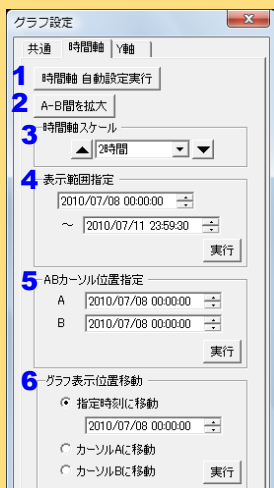 グラフ設定
共通 時間軸 Y軸
1 時間軸 自動設定実行
2 A-B間を拡大
3 時間軸スケール
2時間
4 表示範囲指定
2010/07/08 00:00:00
～ 2010/07/11 23:59:30
実行
5 ABカーソル位置指定
A 2010/07/08 00:00:00
B 2010/07/08 00:00:00
実行
6 グラフ表示位置移動
指定時刻に移動
2010/07/08 00:00:00
カーソルAに移動
カーソルBに移動 実行